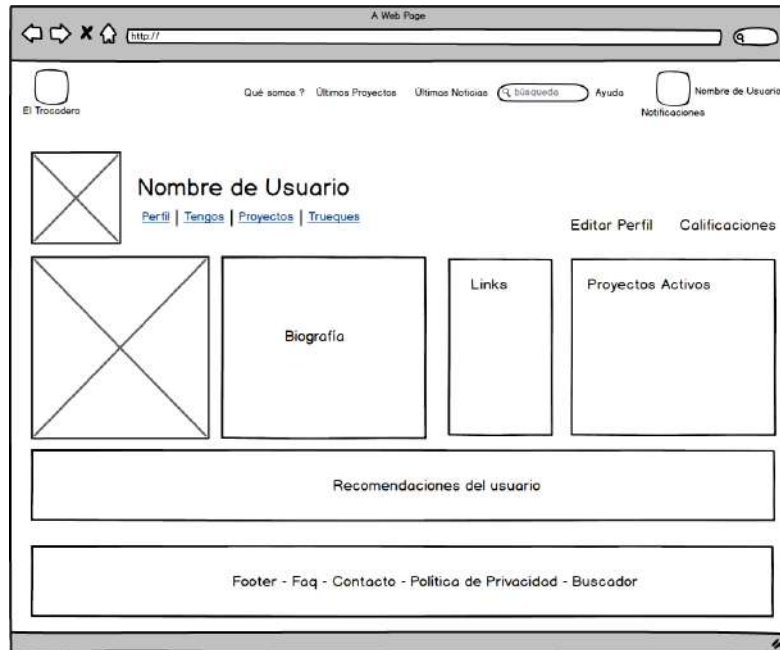 A Web Page
http://
Qué somos ? Últimos Proyectos Últimas Noticias búsqueda Ayuda Nombre de Usuario
El Trocadero Notificaciones
Nombre de Usuario
Perfil | Tengos | Proyectos | Trueques
Editar Perfil Calificaciones
Links Proyectos Activos
Biografía
Recomendaciones del usuario
Footer - Faq - Contacto - Política de Privacidad - Buscador